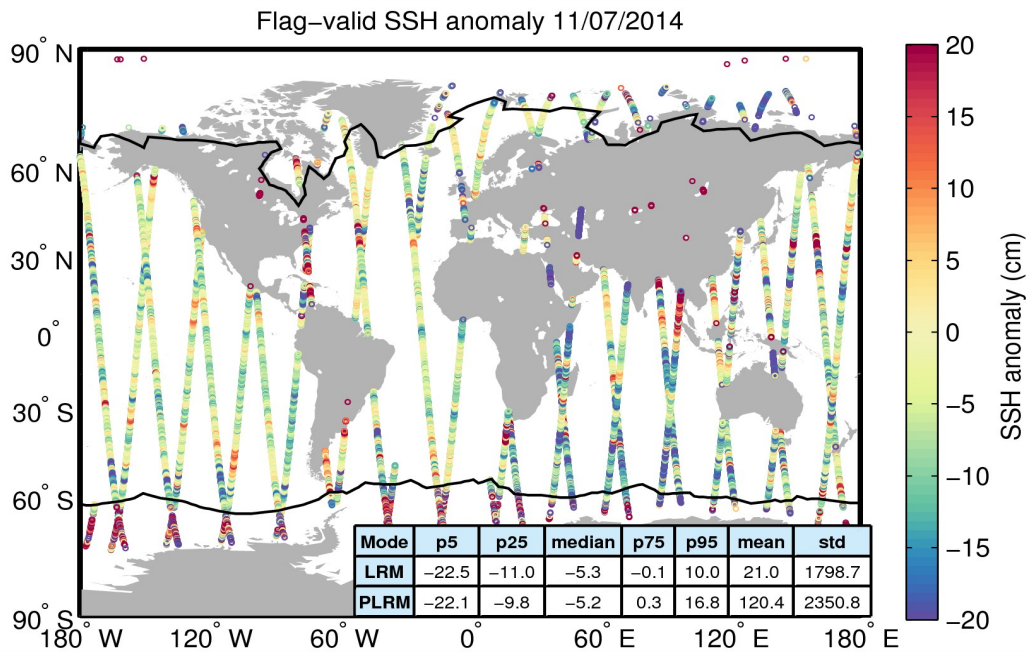 Flag−valid SSH anomaly 11/07/2014
90° N
60° N
30° N
0°
30° S
60° S
90° S
180° W
120° W
60° W
0°
60° E
120° E
180° E
Mode p5 p25 median p75 p95 mean std
LRM −22.5 −11.0 −5.3 −0.1 10.0 21.0 1798.7
PLRM −22.1 −9.8 −5.2 0.3 16.8 120.4 2350.8
20
15
10
5
0
−5
−10
−15
−20
SSH anomaly (cm)